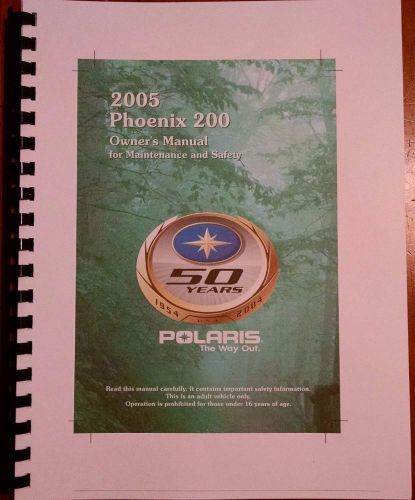 2005
Phoenix 200
Owner's Manual
for Maintenance and Safety
50
YEARS
1954 2004
POLARIS
The Way Out.
Read this manual carefully. It contains important safety information.
This is an adult vehicle only.
Operation is prohibited for those under 16 years of age.